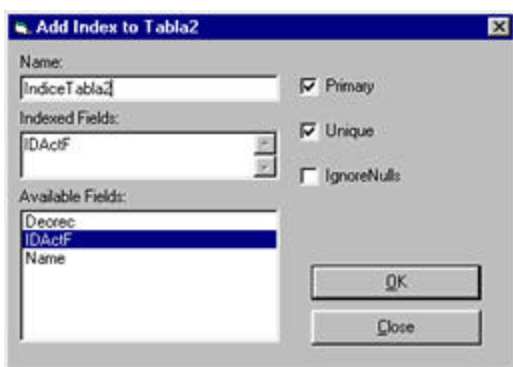 Add Index to Tabla2
Name:
IndiceTabla2
Primary
Indexed Fields:
Unique
IDActF
IgnoreNulls
Available Fields:
Deorec
IDActF
Name
OK
Close